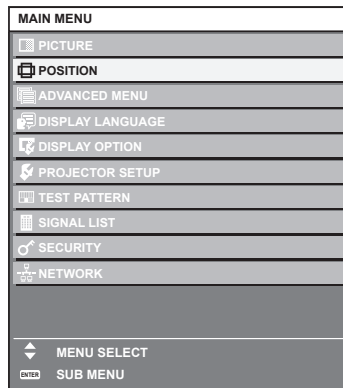 MAIN MENU
PICTURE
POSITION
ADVANCED MENU
DISPLAY LANGUAGE
DISPLAY OPTION
PROJECTOR SETUP
TEST PATTERN
SIGNAL LIST
SECURITY
NETWORK
MENU SELECT
ENTER SUB MENU